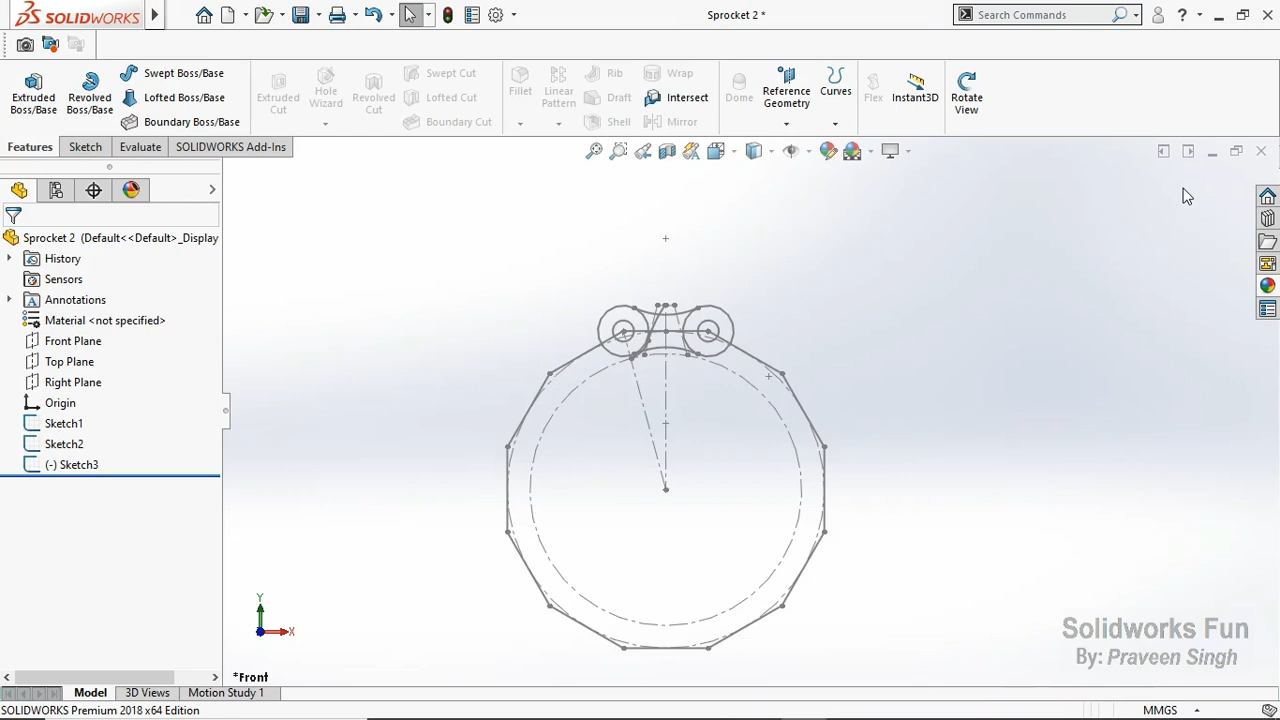 SOLIDWORKS
Sprocket 2 *
Search Commands
Extruded Boss/Base
Revolved Boss/Base
Swept Boss/Base
Lofted Boss/Base
Boundary Boss/Base
Extruded Cut
Hole Wizard
Revolved Cut
Swept Cut
Lofted Cut
Boundary Cut
Fillet
Linear Pattern
Rib
Draft
Shell
Wrap
Intersect
Mirror
Dome
Reference Geometry
Curves
Flex
Instant3D
Rotate View
Features
Sketch
Evaluate
SOLIDWORKS Add-Ins
Sprocket 2 (Default<<Default>_Display
History
Sensors
Annotations
Material <not specified>
Front Plane
Top Plane
Right Plane
Origin
Sketch1
Sketch2
(-) Sketch3
Y
X
*Front
Solidworks Fun
By: Praveen Singh
Model
3D Views
Motion Study 1
SOLIDWORKS Premium 2018 x64 Edition
MMGS